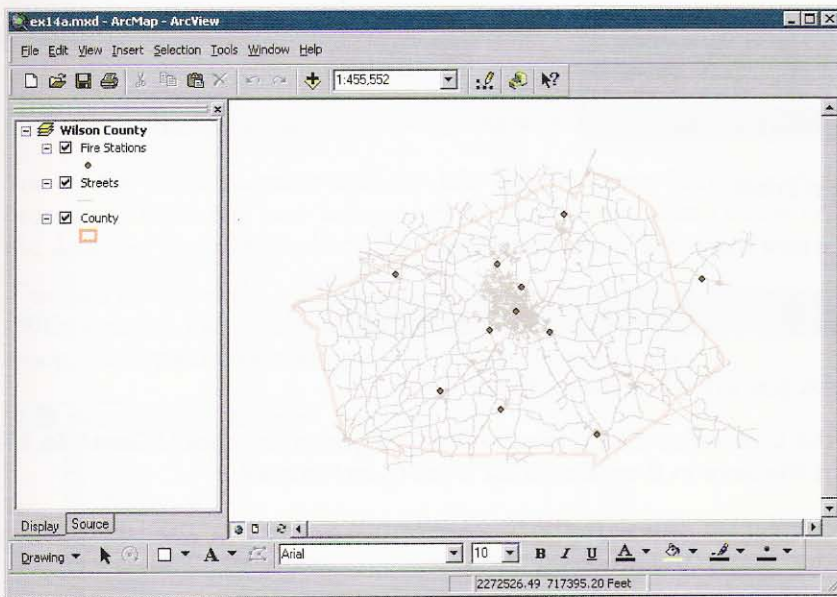 ex14a.mxd - ArcMap - ArcView
File Edit View Insert Selection Tools Window Help
1:455,552
Wilson County
Fire Stations
Streets
County
Display Source
Drawing A Arial 10 B I U A
2272526.49 717395.20 Feet